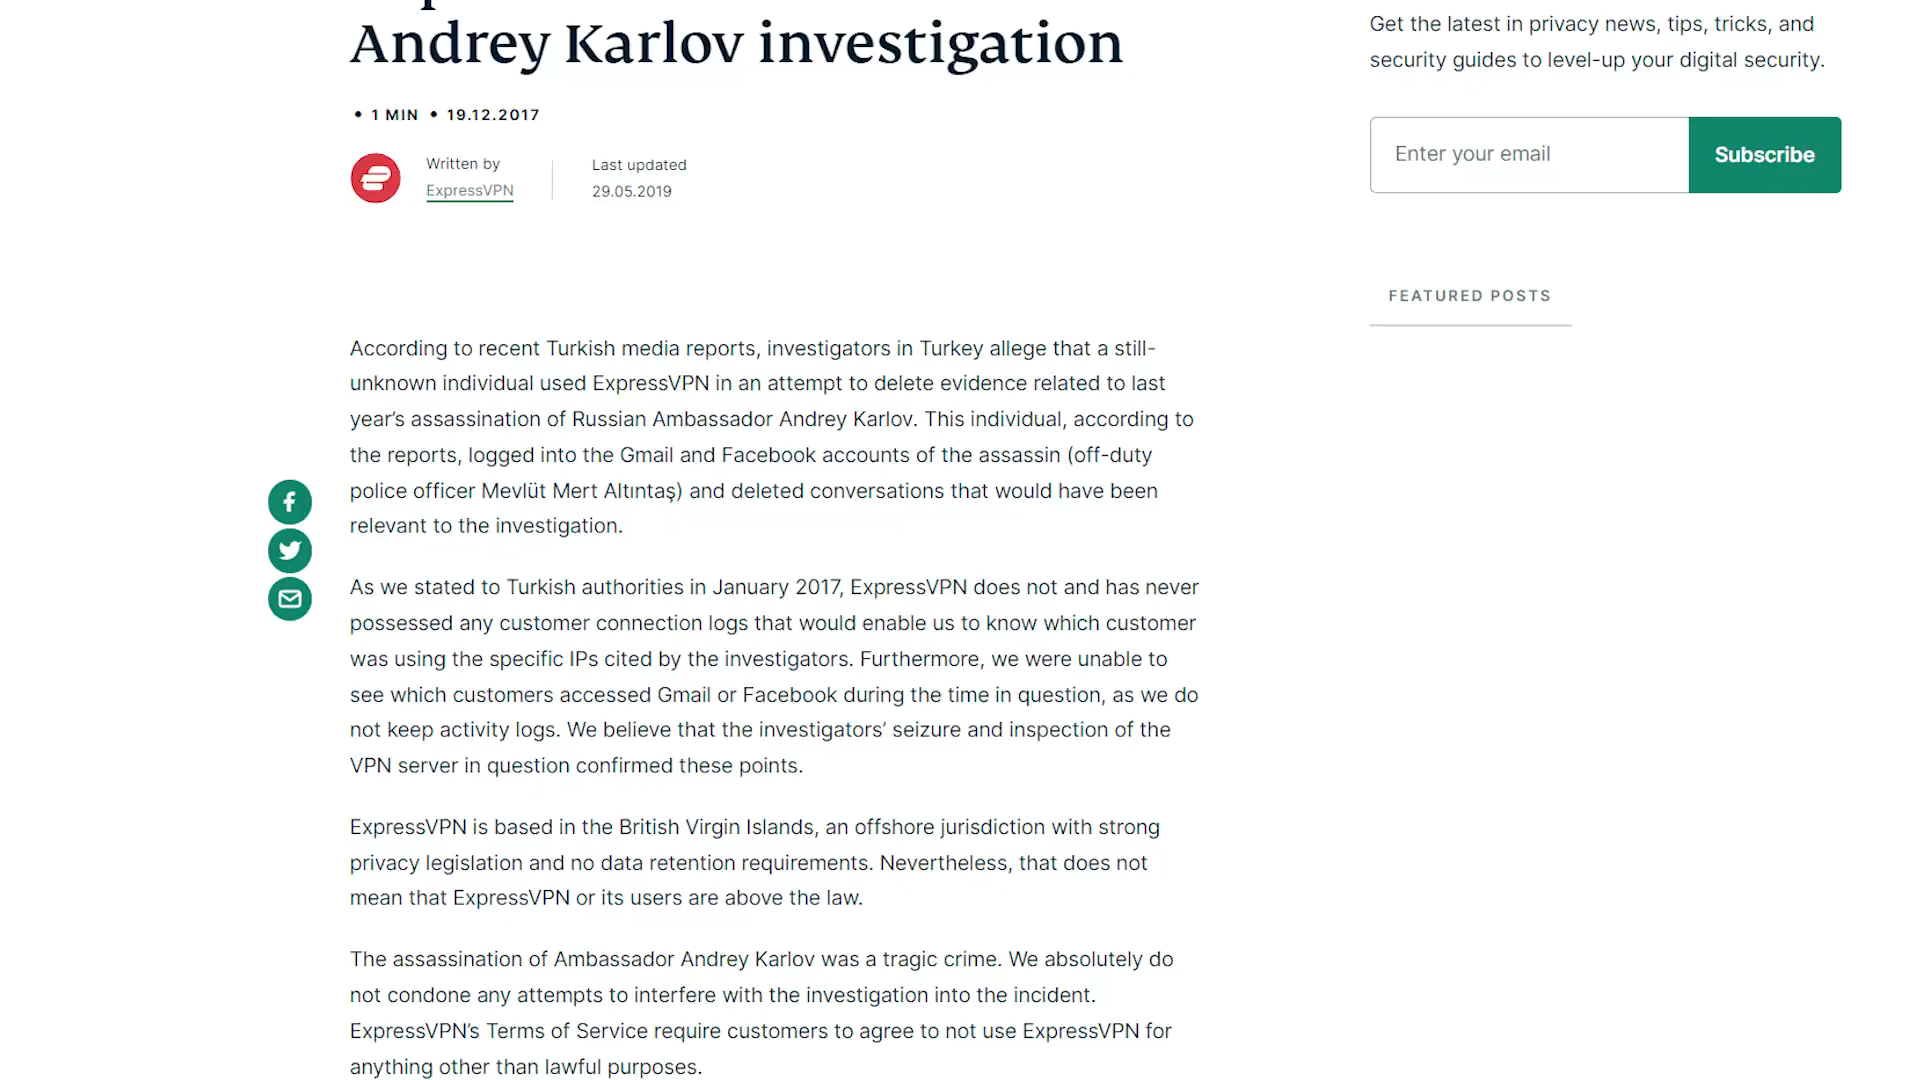 Andrey Karlov investigation
• 1 MIN • 19.12.2017
Written by
ExpressVPN
Last updated
29.05.2019
According to recent Turkish media reports, investigators in Turkey allege that a still-
unknown individual used ExpressVPN in an attempt to delete evidence related to last
year’s assassination of Russian Ambassador Andrey Karlov. This individual, according to
the reports, logged into the Gmail and Facebook accounts of the assassin (off-duty
police officer Mevlüt Mert Altıntaş) and deleted conversations that would have been
relevant to the investigation.
As we stated to Turkish authorities in January 2017, ExpressVPN does not and has never
possessed any customer connection logs that would enable us to know which customer
was using the specific IPs cited by the investigators. Furthermore, we were unable to
see which customers accessed Gmail or Facebook during the time in question, as we do
not keep activity logs. We believe that the investigators’ seizure and inspection of the
VPN server in question confirmed these points.
ExpressVPN is based in the British Virgin Islands, an offshore jurisdiction with strong
privacy legislation and no data retention requirements. Nevertheless, that does not
mean that ExpressVPN or its users are above the law.
The assassination of Ambassador Andrey Karlov was a tragic crime. We absolutely do
not condone any attempts to interfere with the investigation into the incident.
ExpressVPN’s Terms of Service require customers to agree to not use ExpressVPN for
anything other than lawful purposes.
Get the latest in privacy news, tips, tricks, and
security guides to level-up your digital security.
Enter your email
Subscribe
FEATURED POSTS